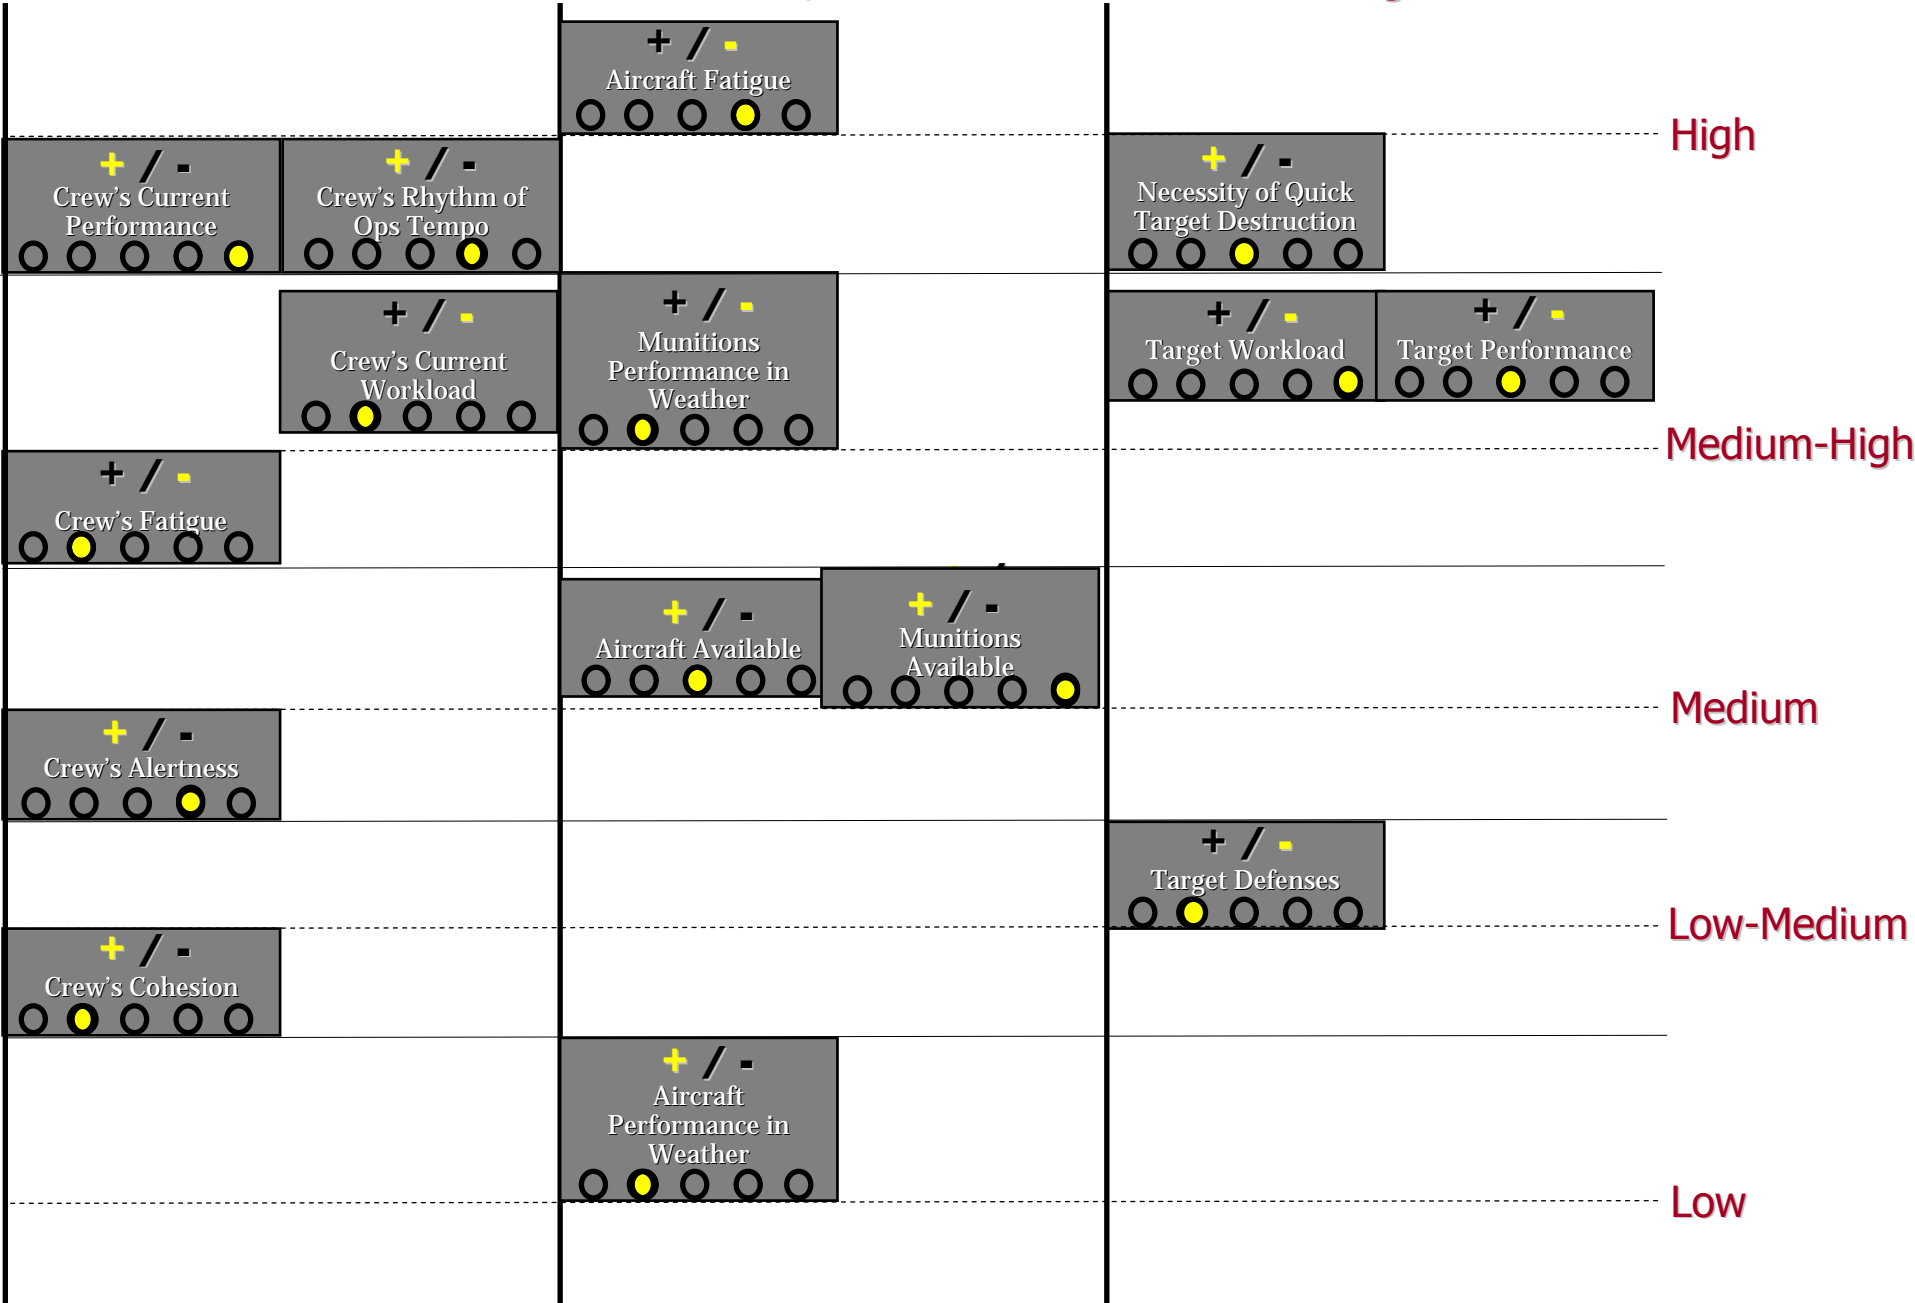 + / -
Aircraft Fatigue
High
+ / -
Crew's Current
Performance
+ / -
Crew's Rhythm of
Ops Tempo
+ / -
Necessity of Quick
Target Destruction
+ / -
Crew's Current
Workload
+ / -
Munitions
Performance in
Weather
+ / -
Target Workload
+ / -
Target Performance
Medium-High
+ / -
Crew's Fatigue
+ / -
Aircraft Available
+ / -
Munitions
Available
Medium
+ / -
Crew's Alertness
+ / -
Target Defenses
Low-Medium
+ / -
Crew's Cohesion
+ / -
Aircraft
Performance in
Weather
Low